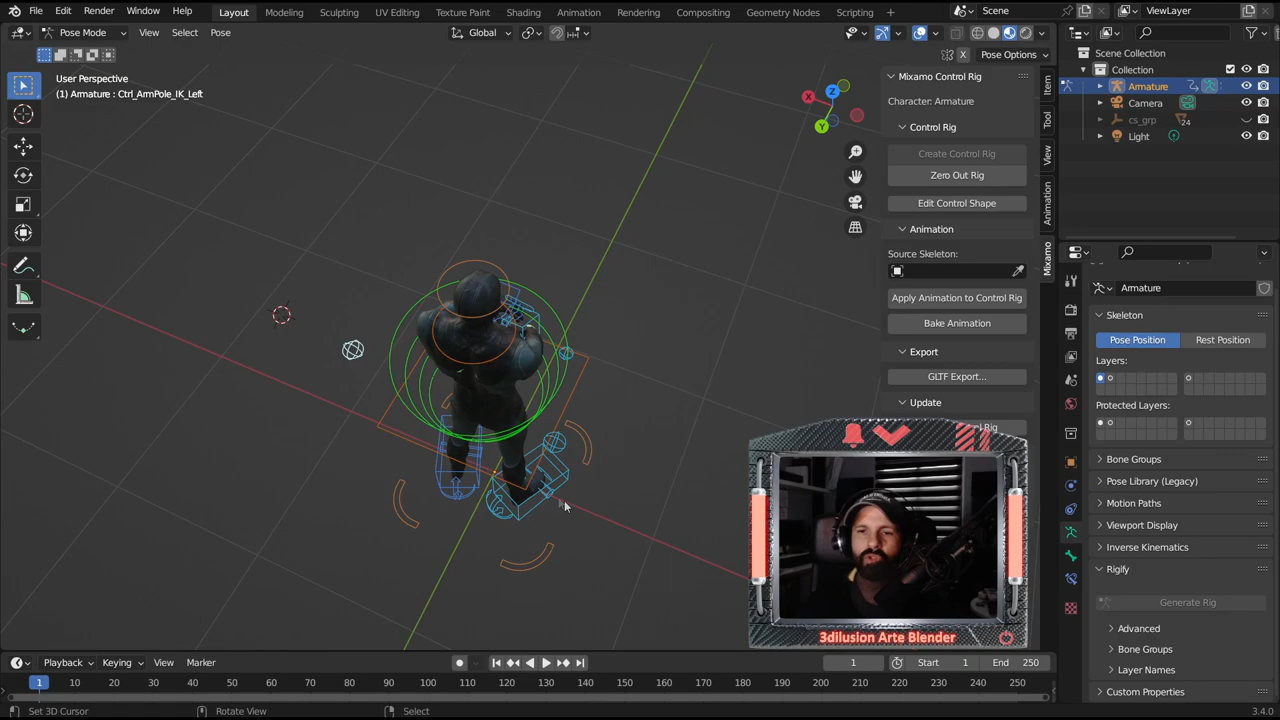 File Edit Render Window Help Layout Modeling Sculpting UV Editing Texture Paint Shading Animation Rendering Compositing Geometry Nodes Scripting + Scene ViewLayer
Pose Mode View Select Pose Global
X Pose Options
User Perspective
(1) Armature : Ctrl_ArmPole_IK_Left
X
Y
Z
Mixamo Control Rig
Character: Armature
Control Rig
Create Control Rig
Zero Out Rig
Edit Control Shape
Animation
Source Skeleton:
Apply Animation to Control Rig
Bake Animation
Export
GLTF Export...
Update
Item
Tool
View
Animation
Mixamo
Scene Collection
Collection
Armature
Camera
cs_grp 24
Light
Armature
Skeleton
Pose Position Rest Position
Layers:
Protected Layers:
Bone Groups
Pose Library (Legacy)
Motion Paths
Viewport Display
Inverse Kinematics
Rigify
Generate Rig
Advanced
Bone Groups
Layer Names
Custom Properties
3dilusion Arte Blender
Playback Keying View Marker 1 Start 1 End 250
1 10 20 30 40 50 60 70 80 90 100 110 120 130 140 150 160 170 180 190 200 210 220 230 240 250
Set 3D Cursor Rotate View Select 3.4.0